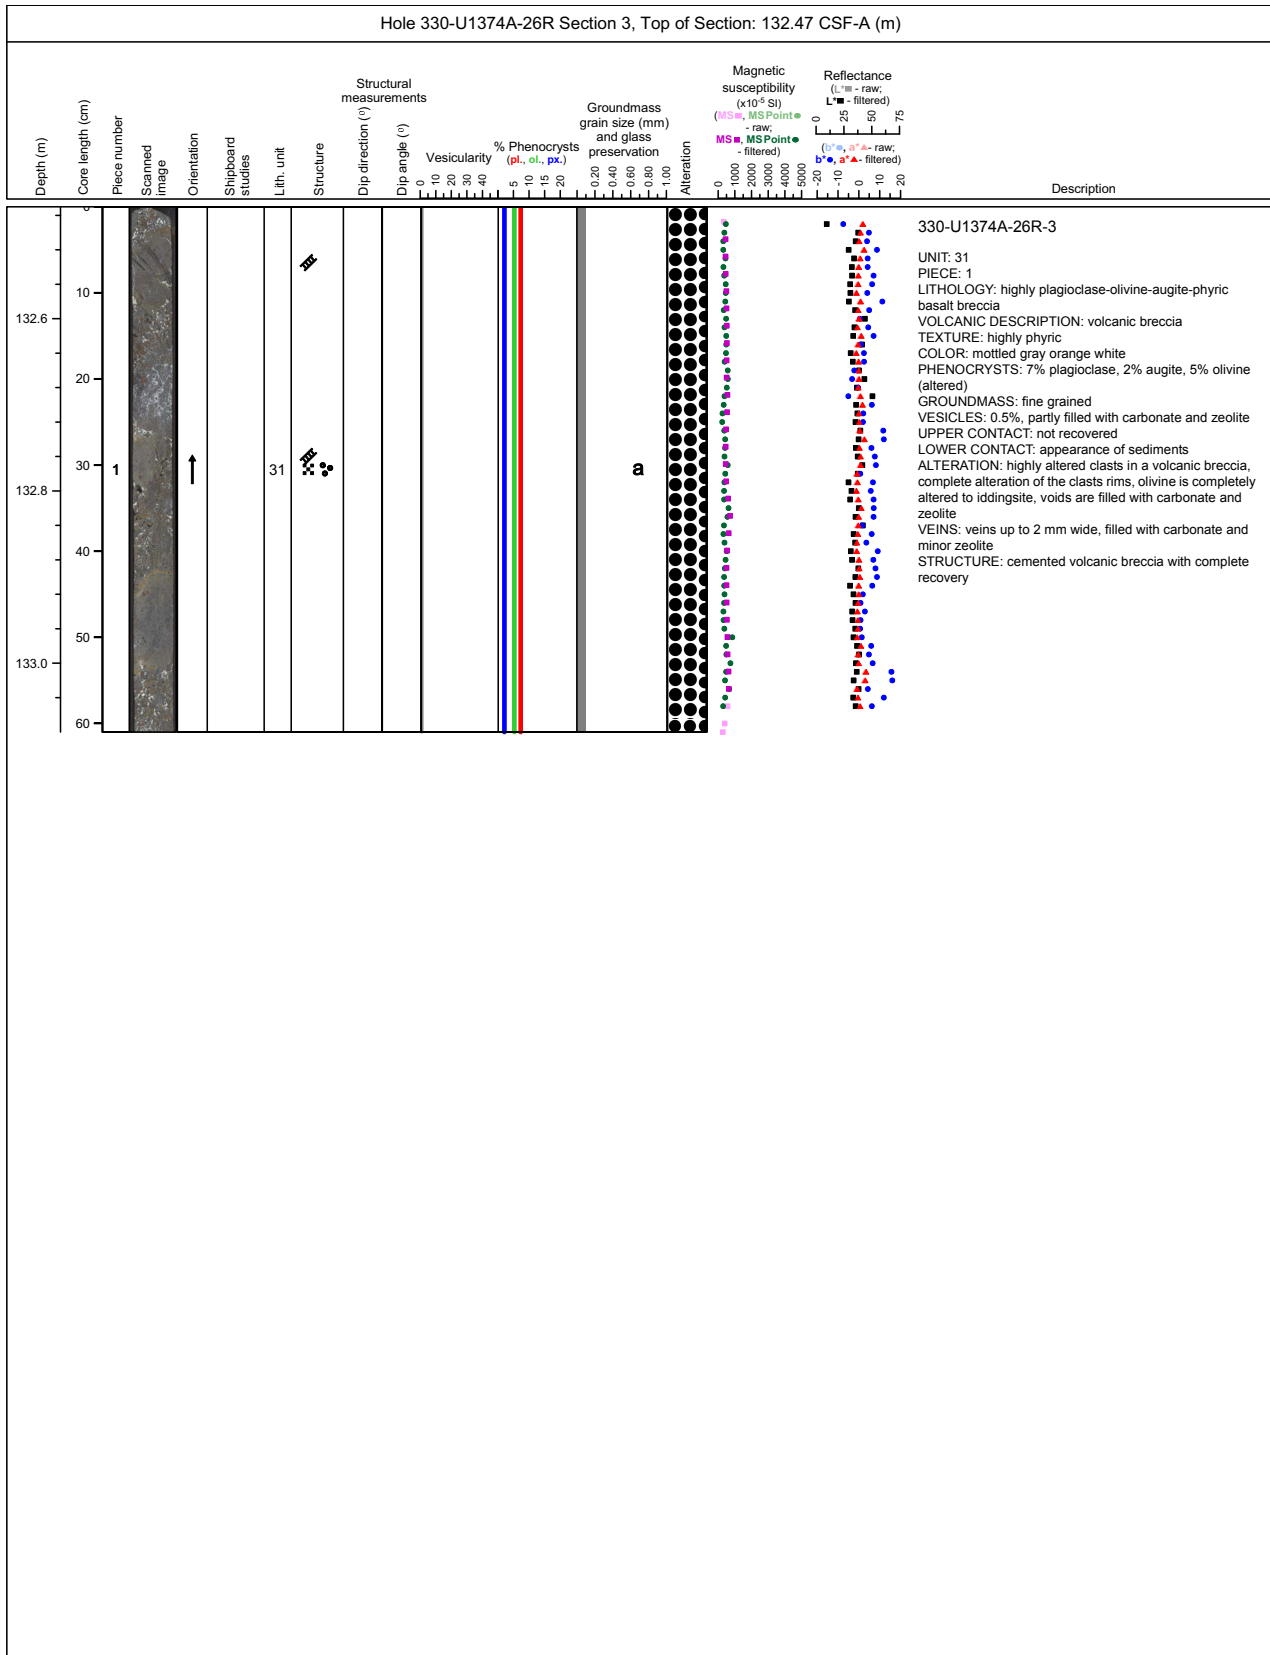 Hole 330-U1374A-26R Section 3, Top of Section: 132.47 CSF-A (m)
Depth (m)
Core length (cm)
Piece number
Scanned
image
Orientation
Shipboard
studies
Lith. unit
Structure
Structural
measurements
Dip direction (º)
Dip angle (º)
Vesicularity
0 10 20 30 40
% Phenocrysts
(pl., ol., px.)
5 10 15 20
Groundmass
grain size (mm)
and glass
preservation
0.20 0.40 0.60 0.80 1.00
Alteration
Magnetic
susceptibility
(x10⁻⁵ SI)
(MS■, MSPoint●
- raw;
MS■, MSPoint●
- filtered)
0 1000 2000 3000 4000 5000
Reflectance
(L*■ - raw;
L*■ - filtered)
0 25 50 75
(b*●, a*▲- raw;
b*●, a*▲- filtered)
-20 -10 0 10 20
Description
0
10
20
30
40
50
60
132.6
132.8
133.0
1
31
a
330-U1374A-26R-3
UNIT: 31
PIECE: 1
LITHOLOGY: highly plagioclase-olivine-augite-phyric
basalt breccia
VOLCANIC DESCRIPTION: volcanic breccia
TEXTURE: highly phyric
COLOR: mottled gray orange white
PHENOCRYSTS: 7% plagioclase, 2% augite, 5% olivine
(altered)
GROUNDMASS: fine grained
VESICLES: 0.5%, partly filled with carbonate and zeolite
UPPER CONTACT: not recovered
LOWER CONTACT: appearance of sediments
ALTERATION: highly altered clasts in a volcanic breccia,
complete alteration of the clasts rims, olivine is completely
altered to iddingsite, voids are filled with carbonate and
zeolite
VEINS: veins up to 2 mm wide, filled with carbonate and
minor zeolite
STRUCTURE: cemented volcanic breccia with complete
recovery